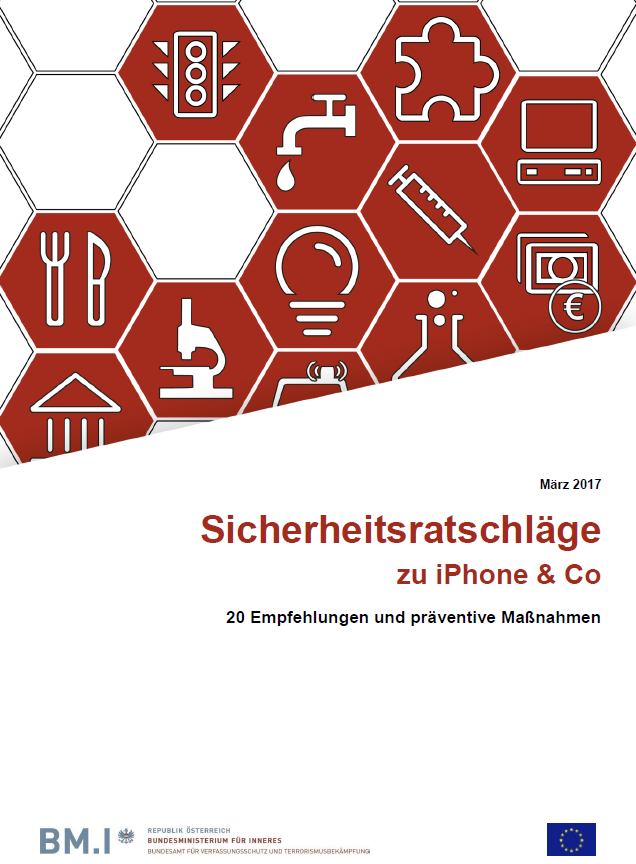 €
März 2017
Sicherheitsratschläge
zu iPhone & Co
20 Empfehlungen und präventive Maßnahmen
BM.I
REPUBLIK ÖSTERREICH
BUNDESMINISTERIUM FÜR INNERES
BUNDESAMT FÜR VERFASSUNGSSCHUTZ UND TERRORISMUSBEKÄMPFUNG